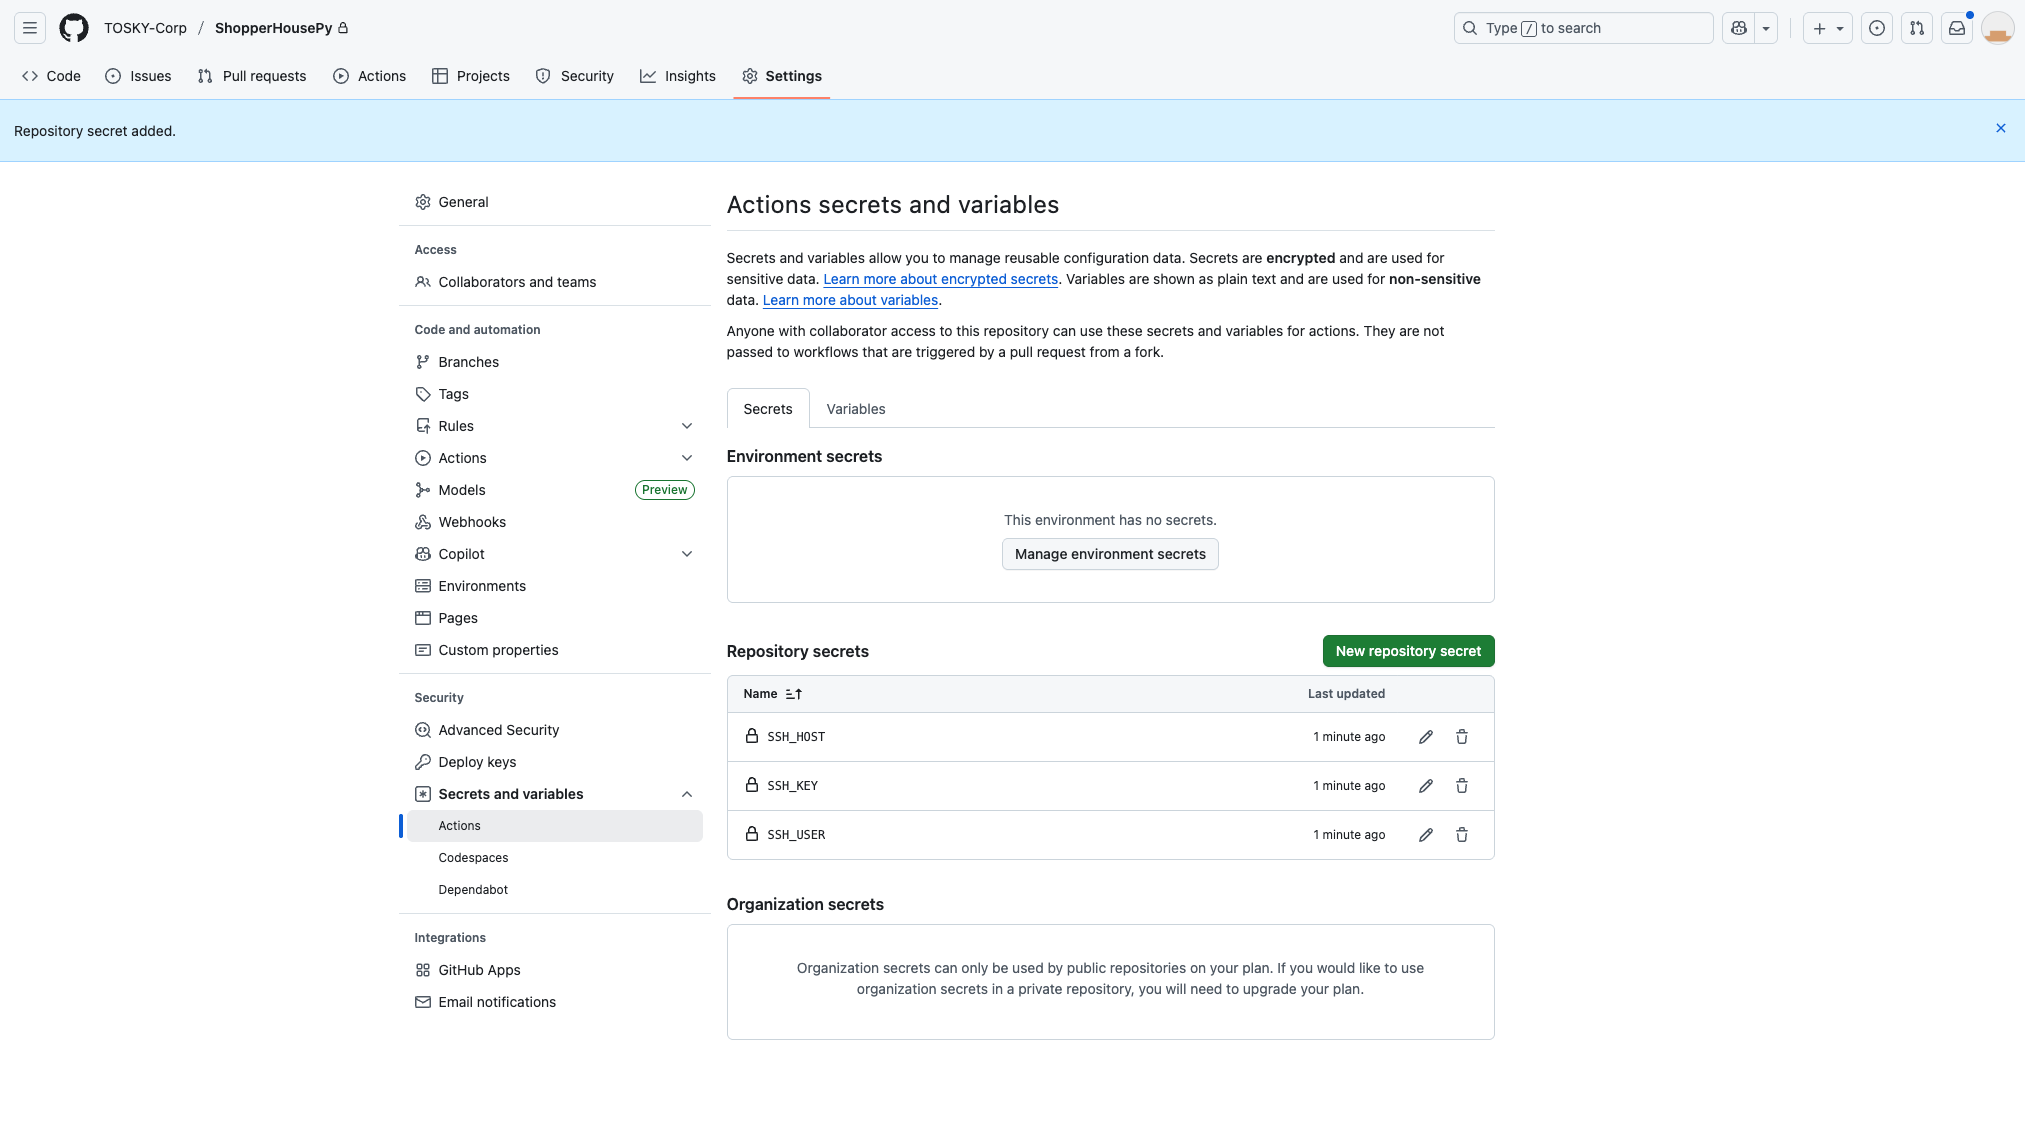 TOSKY-Corp / ShopperHousePy
Type / to search
Code
Issues
Pull requests
Actions
Projects
Security
Insights
Settings
Repository secret added.
General
Access
Collaborators and teams
Code and automation
Branches
Tags
Rules
Actions
Models Preview
Webhooks
Copilot
Environments
Pages
Custom properties
Security
Advanced Security
Deploy keys
Secrets and variables
Actions
Codespaces
Dependabot
Integrations
GitHub Apps
Email notifications
Actions secrets and variables
Secrets and variables allow you to manage reusable configuration data. Secrets are encrypted and are used for
sensitive data. Learn more about encrypted secrets. Variables are shown as plain text and are used for non-sensitive
data. Learn more about variables.
Anyone with collaborator access to this repository can use these secrets and variables for actions. They are not
passed to workflows that are triggered by a pull request from a fork.
Secrets
Variables
Environment secrets
This environment has no secrets.
Manage environment secrets
Repository secrets
New repository secret
Name Last updated
SSH_HOST 1 minute ago
SSH_KEY 1 minute ago
SSH_USER 1 minute ago
Organization secrets
Organization secrets can only be used by public repositories on your plan. If you would like to use
organization secrets in a private repository, you will need to upgrade your plan.